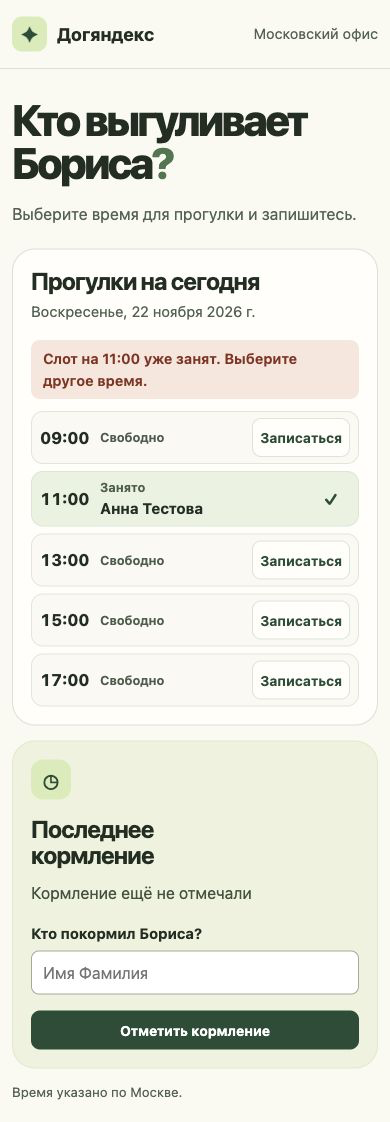 Догяндекс
Московский офис
Кто выгуливает
Бориса?
Выберите время для прогулки и запишитесь.
Прогулки на сегодня
Воскресенье, 22 ноября 2026 г.
Слот на 11:00 уже занят. Выберите
другое время.
09:00 Свободно Записаться
Занято
11:00 Анна Тестова
13:00 Свободно Записаться
15:00 Свободно Записаться
17:00 Свободно Записаться
Последнее
кормление
Кормление ещё не отмечали
Кто покормил Бориса?
Имя Фамилия
Отметить кормление
Время указано по Москве.